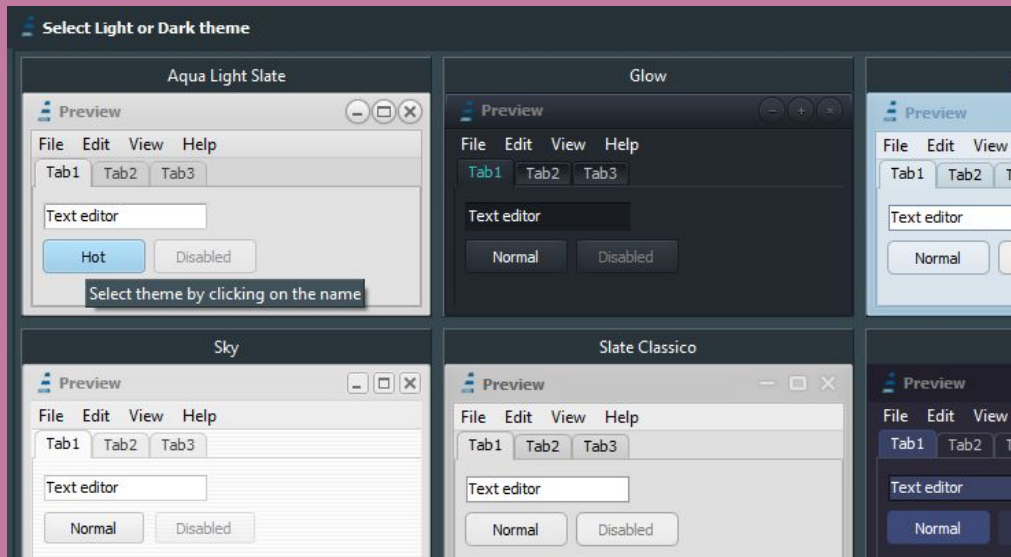 Select Light or Dark theme
Aqua Light Slate
Preview
File Edit View Help
Tab1 Tab2 Tab3
Text editor
Hot Disabled
Select theme by clicking on the name
Glow
Preview
File Edit View Help
Tab1 Tab2 Tab3
Text editor
Normal Disabled
Preview
File Edit View
Tab1 Tab2
Text editor
Normal
Sky
Preview
File Edit View Help
Tab1 Tab2 Tab3
Text editor
Normal Disabled
Slate Classico
Preview
File Edit View Help
Tab1 Tab2 Tab3
Text editor
Normal Disabled
Preview
File Edit View
Tab1 Tab2
Text editor
Normal